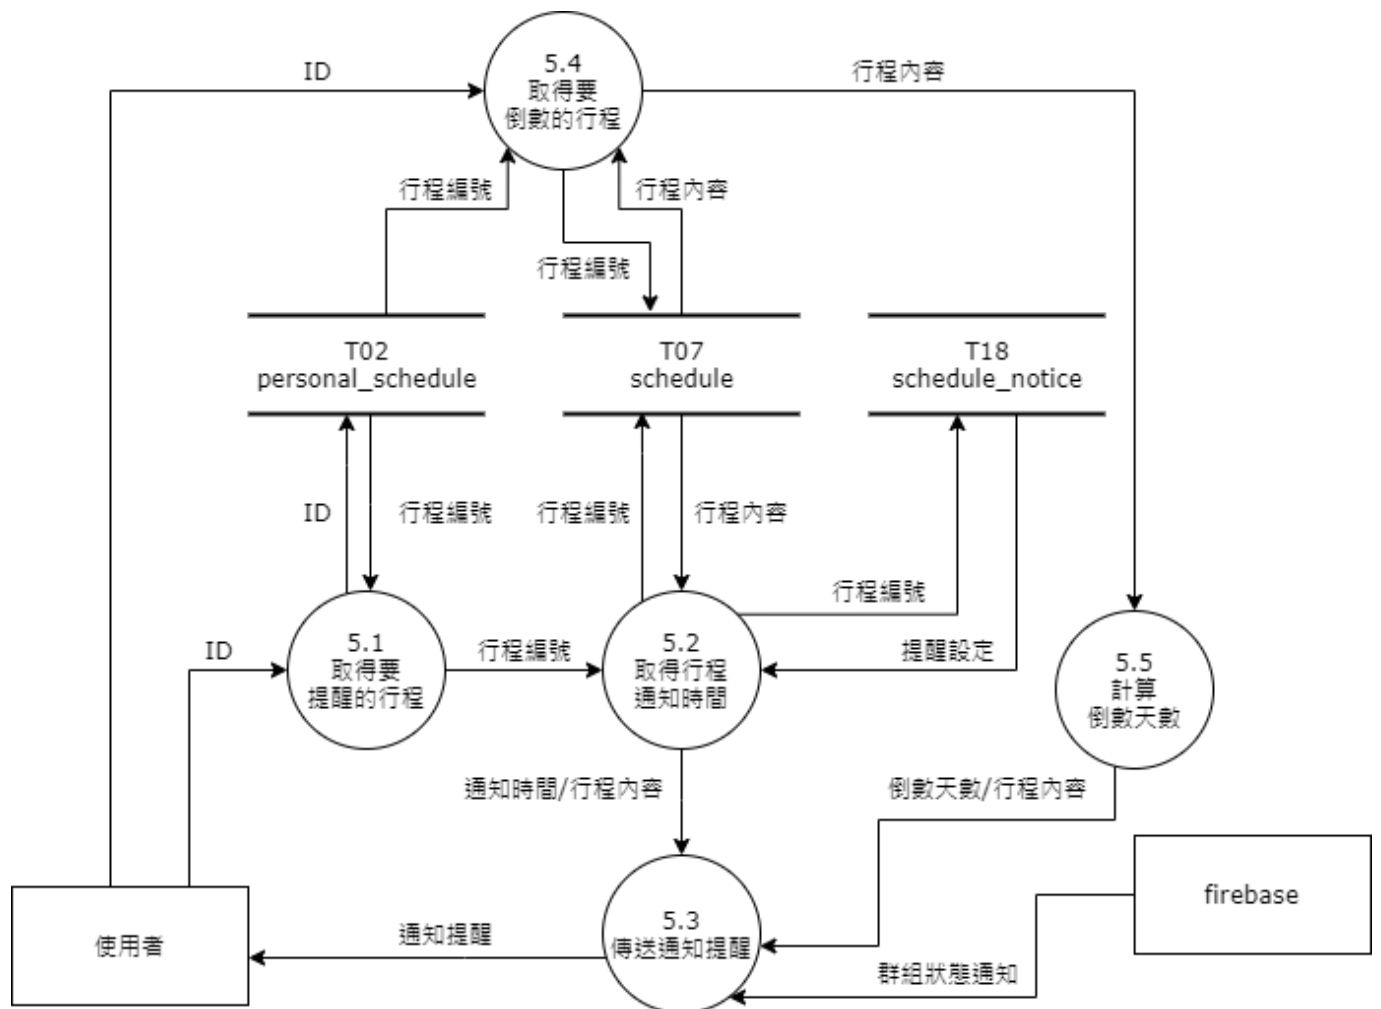 ID
5.4
取得要
倒數的行程
行程內容
行程編號
行程內容
行程編號
T02
personal_schedule
T07
schedule
T18
schedule_notice
ID
行程編號
行程編號
行程內容
行程編號
ID
5.1
取得要
提醒的行程
行程編號
5.2
取得行程
通知時間
提醒設定
5.5
計算
倒數天數
通知時間/行程內容
倒數天數/行程內容
使用者
通知提醒
5.3
傳送通知提醒
群組狀態通知
firebase